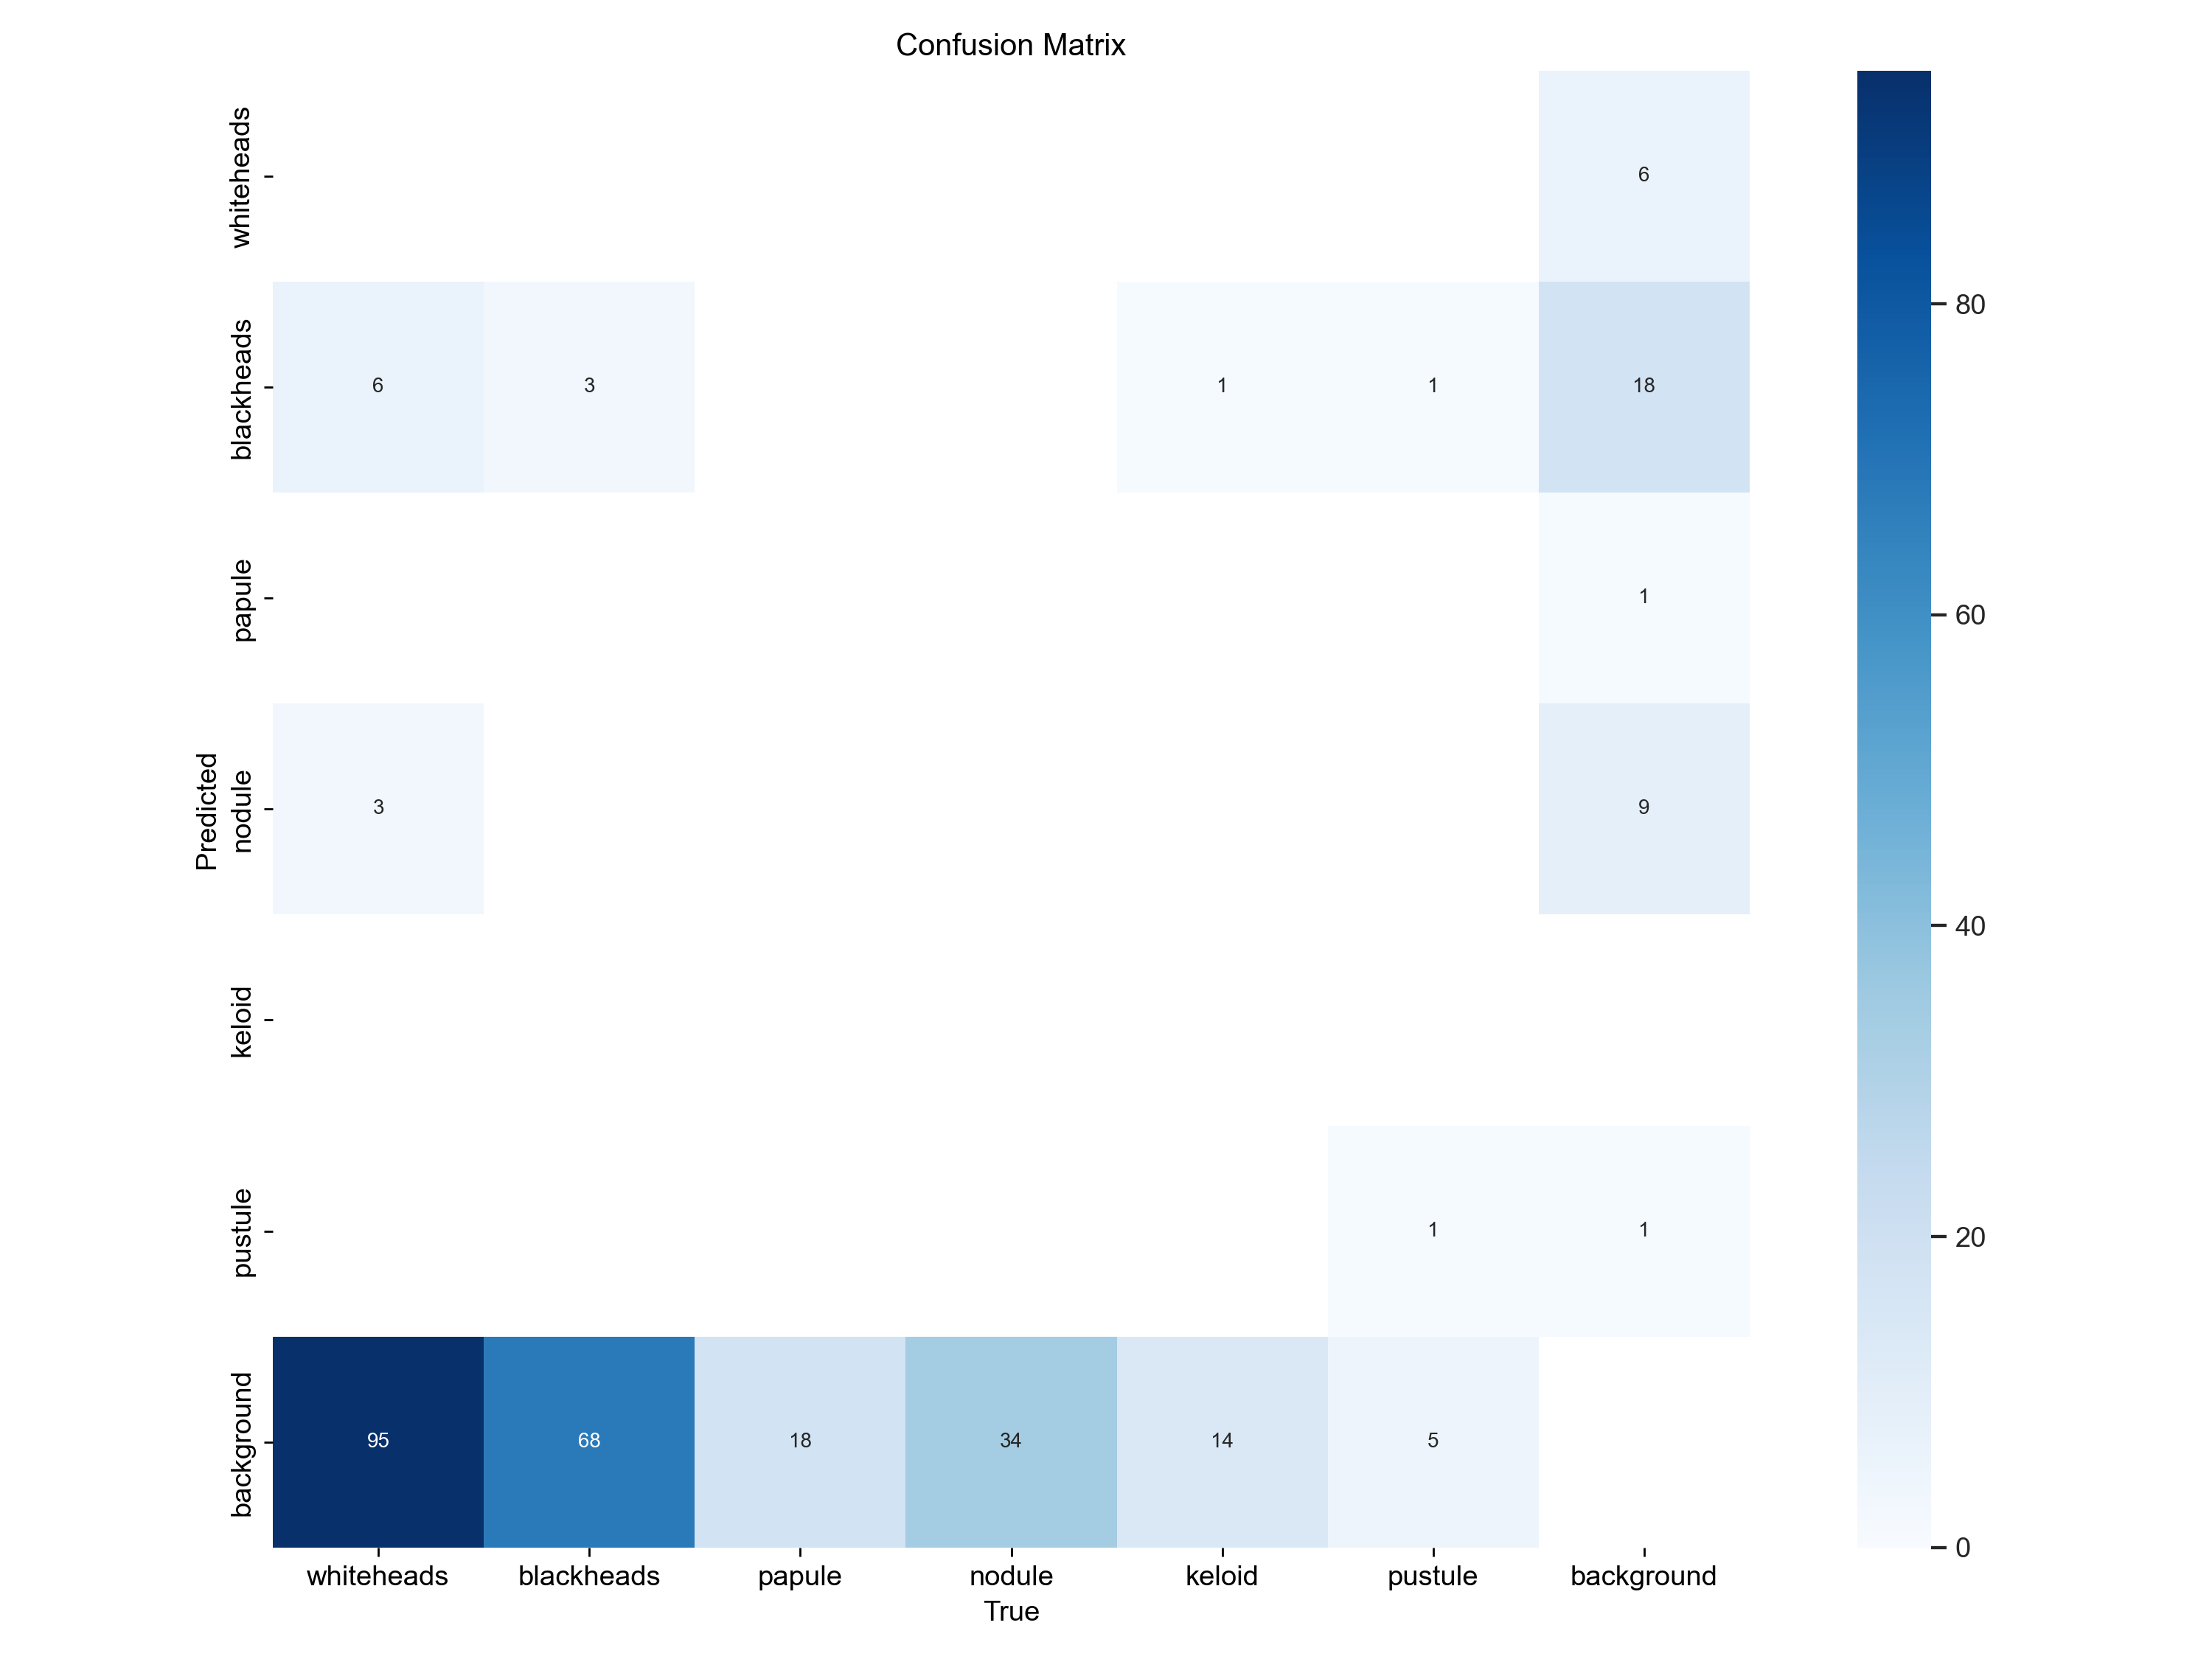 Confusion Matrix
whiteheads
6
blackheads
6 3 1 1 18
80
papule
1
60
Predicted
nodule
3 9
40
keloid
pustule
1 1
20
background
95 68 18 34 14 5
0
whiteheads blackheads papule nodule keloid pustule background
True